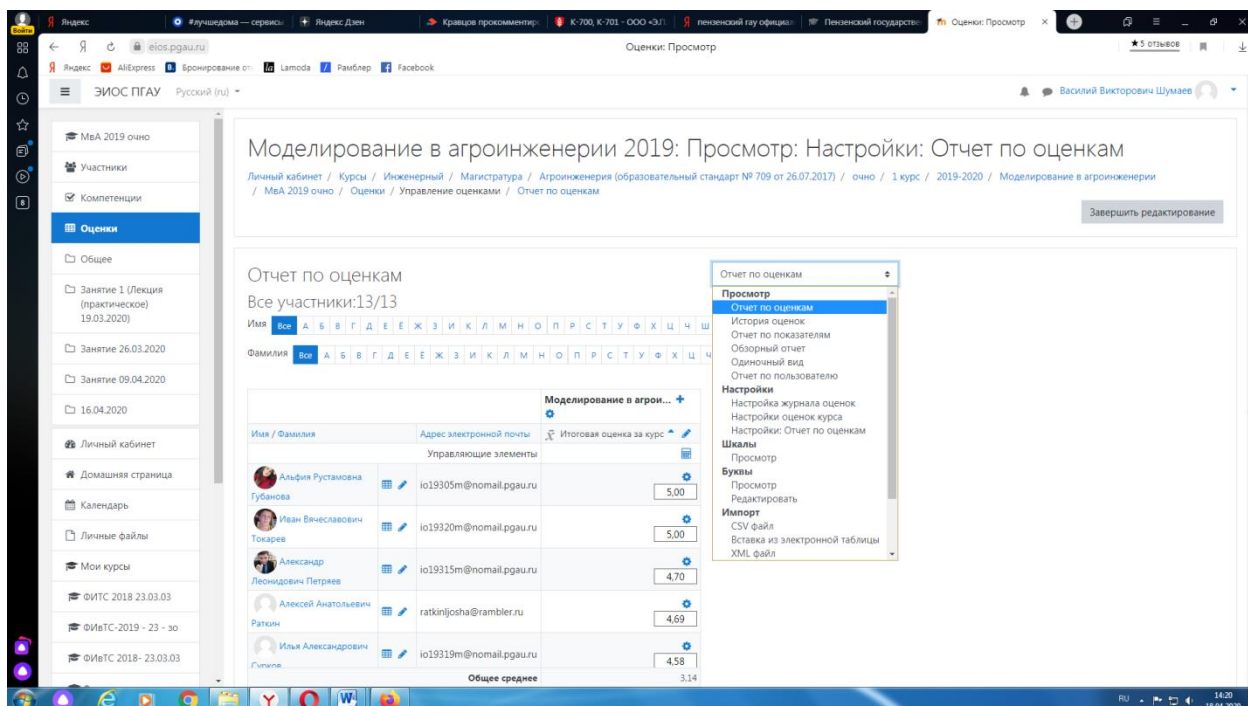 Войти
Яндекс
#лучшедома — сервисы
Яндекс Дзен
Кравцов прокомментир
К-700, К-701 - ООО «ЭЛ
пензенский гау официал
Пензенский государстве
Оценки: Просмотр
eios.pgau.ru
Оценки: Просмотр
★5 отзывов
Яндекс
AliExpress
Бронирование от
Lamoda
Рамблер
Facebook
ЭИОС ПГАУ Русский (ru)
Василий Викторович Шумаев
МвА 2019 очно
Участники
Компетенции
Оценки
Общее
Занятие 1 (Лекция
(практическое)
19.03.2020)
Занятие 26.03.2020
Занятие 09.04.2020
16.04.2020
Личный кабинет
Домашняя страница
Календарь
Личные файлы
Мои курсы
ФИТС 2018 23.03.03
ФИвТС-2019 - 23 - зо
ФИвТС 2018- 23.03.03
Моделирование в агроинженерии 2019: Просмотр: Настройки: Отчет по оценкам
Личный кабинет / Курсы / Инженерный / Магистратура / Агроинженерия (образовательный стандарт № 709 от 26.07.2017) / очно / 1 курс / 2019-2020 / Моделирование в агроинженерии
/ МвА 2019 очно / Оценки / Управление оценками / Отчет по оценкам
Завершить редактирование
Отчет по оценкам
Все участники:13/13
Имя Все А Б В Г Д Е Ё Ж З И К Л М Н О П Р С Т У Ф Х Ц Ч Ш
Фамилия Все А Б В Г Д Е Ё Ж З И К Л М Н О П Р С Т У Ф Х Ц Ч
Моделирование в агрои...
Имя / Фамилия
Адрес электронной почты
Итоговая оценка за курс
Управляющие элементы
Альфия Рустамовна
Губанова
io19305m@nomail.pgau.ru
5,00
Иван Вячеславович
Токарев
io19320m@nomail.pgau.ru
5,00
Александр
Леонидович Петряев
io19315m@nomail.pgau.ru
4,70
Алексей Анатольевич
Раткин
ratkinljosha@rambler.ru
4,69
Илья Александрович
Сурков
io19319m@nomail.pgau.ru
4,58
Общее среднее
3.14
Отчет по оценкам
Просмотр
Отчет по оценкам
История оценок
Отчет по показателям
Обзорный отчет
Одиночный вид
Отчет по пользователю
Настройки
Настройка журнала оценок
Настройки оценок курса
Настройки: Отчет по оценкам
Шкалы
Просмотр
Буквы
Просмотр
Редактировать
Импорт
CSV файл
Вставка из электронной таблицы
XML файл
RU
14:20
18.04.2020